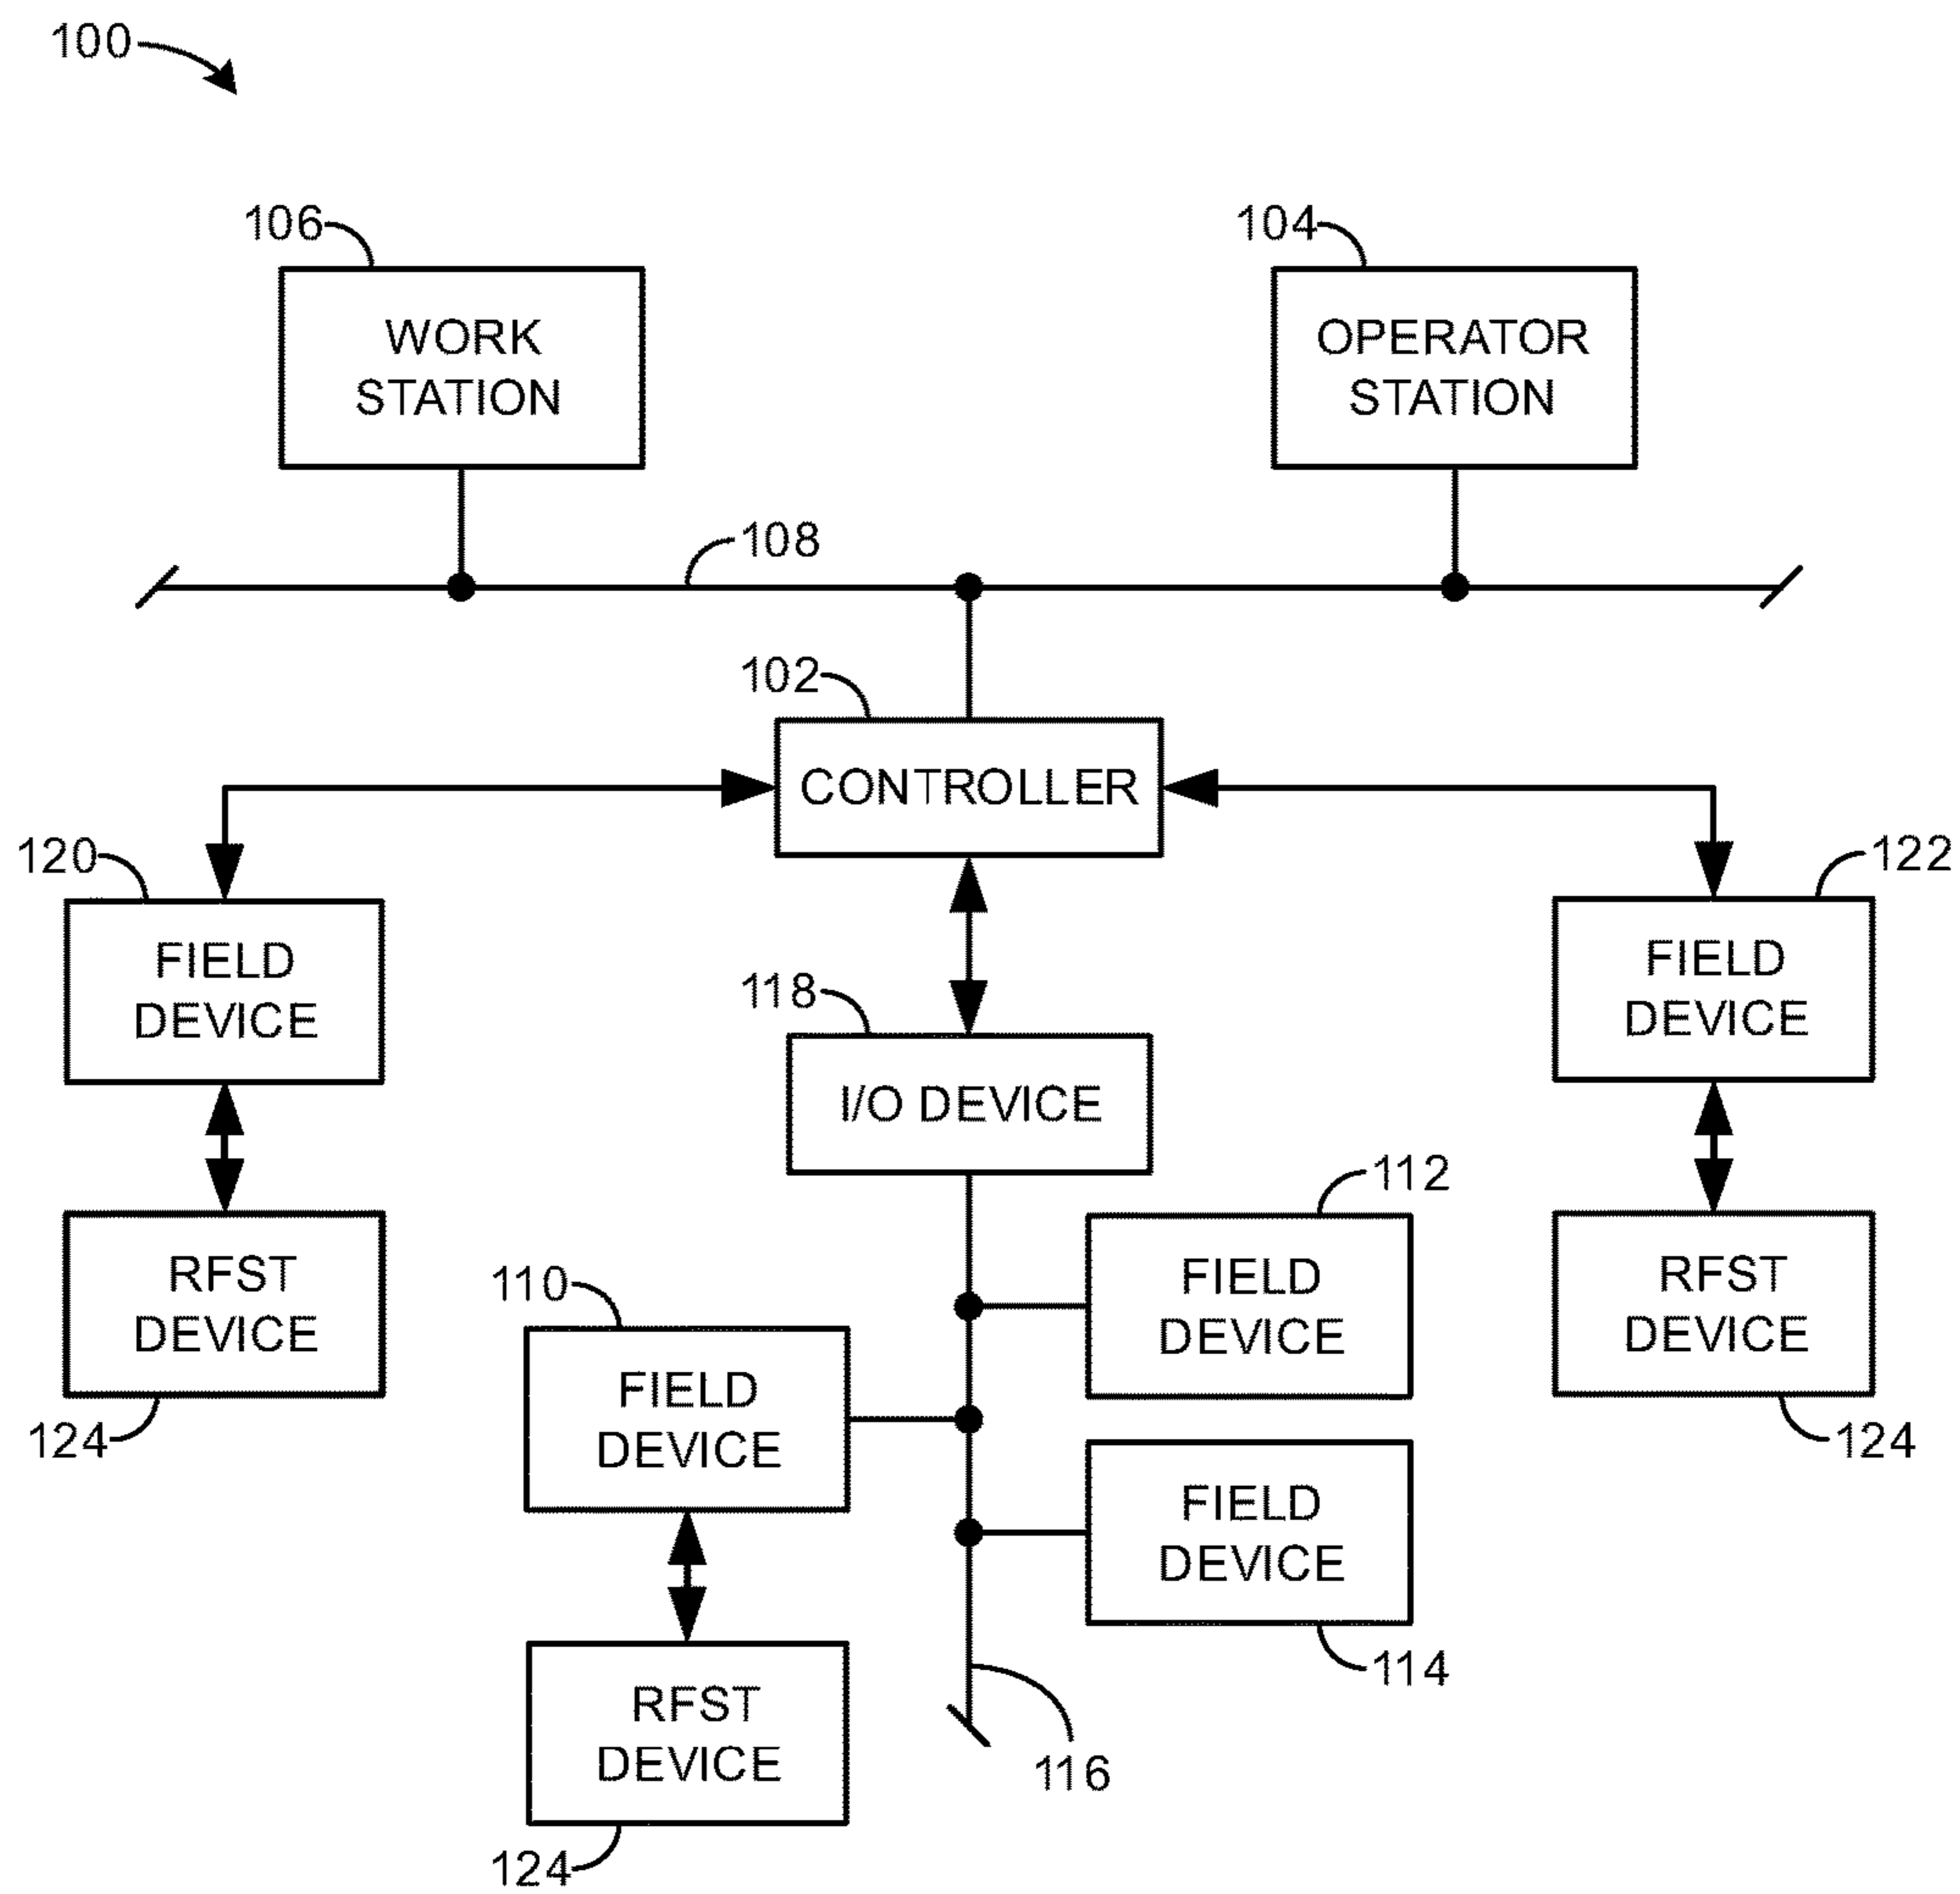 100
106
104
WORK
STATION
OPERATOR
STATION
108
102
CONTROLLER
120
122
FIELD
DEVICE
FIELD
DEVICE
118
I/O DEVICE
112
RFST
DEVICE
110
FIELD
DEVICE
RFST
DEVICE
FIELD
DEVICE
124
124
FIELD
DEVICE
114
RFST
DEVICE
116
124